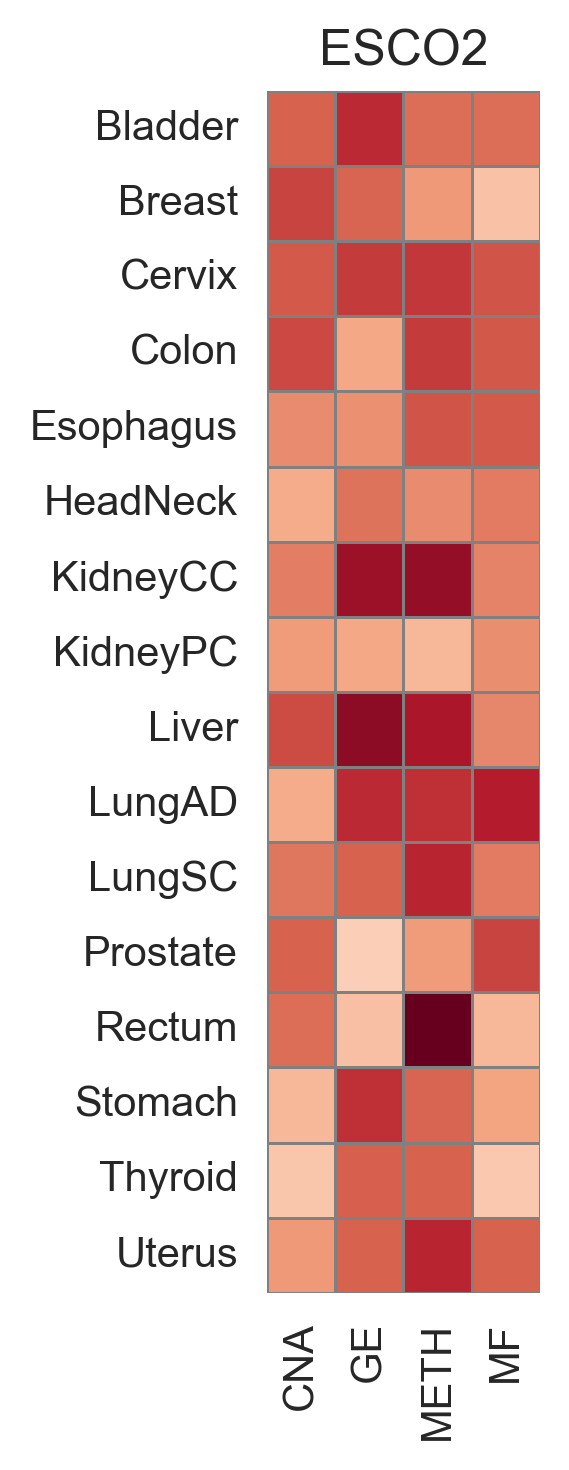 ESCO2
Bladder
Breast
Cervix
Colon
Esophagus
HeadNeck
KidneyCC
KidneyPC
Liver
LungAD
LungSC
Prostate
Rectum
Stomach
Thyroid
Uterus
CNA
GE
METH
MF